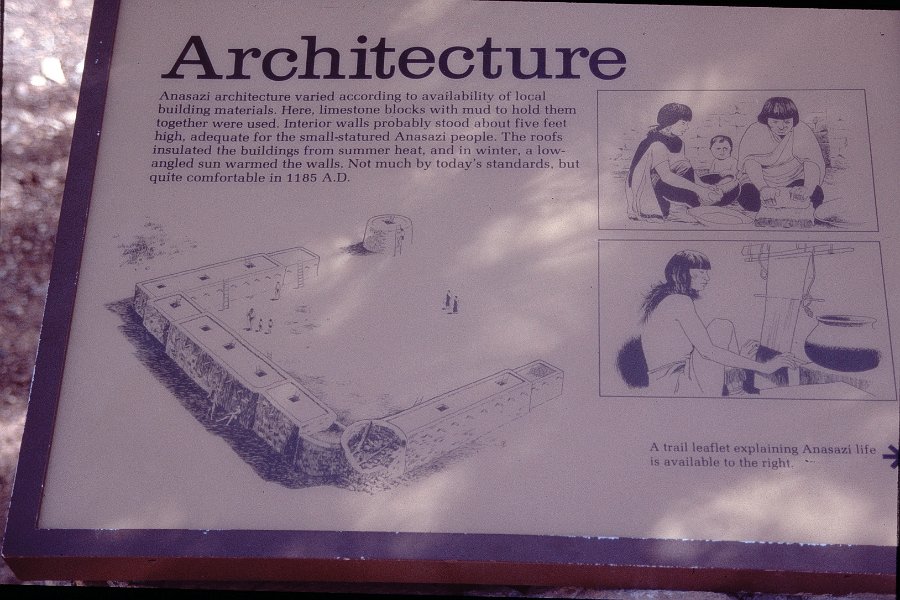 Architecture
Anasazi architecture varied according to availability of local
building materials. Here, limestone blocks with mud to hold them
together were used. Interior walls probably stood about five feet
high, adequate for the small-statured Anasazi people. The roofs
insulated the buildings from summer heat, and in winter, a low-
angled sun warmed the walls. Not much by today's standards, but
quite comfortable in 1185 A.D.
A trail leaflet explaining Anasazi life
is available to the right.